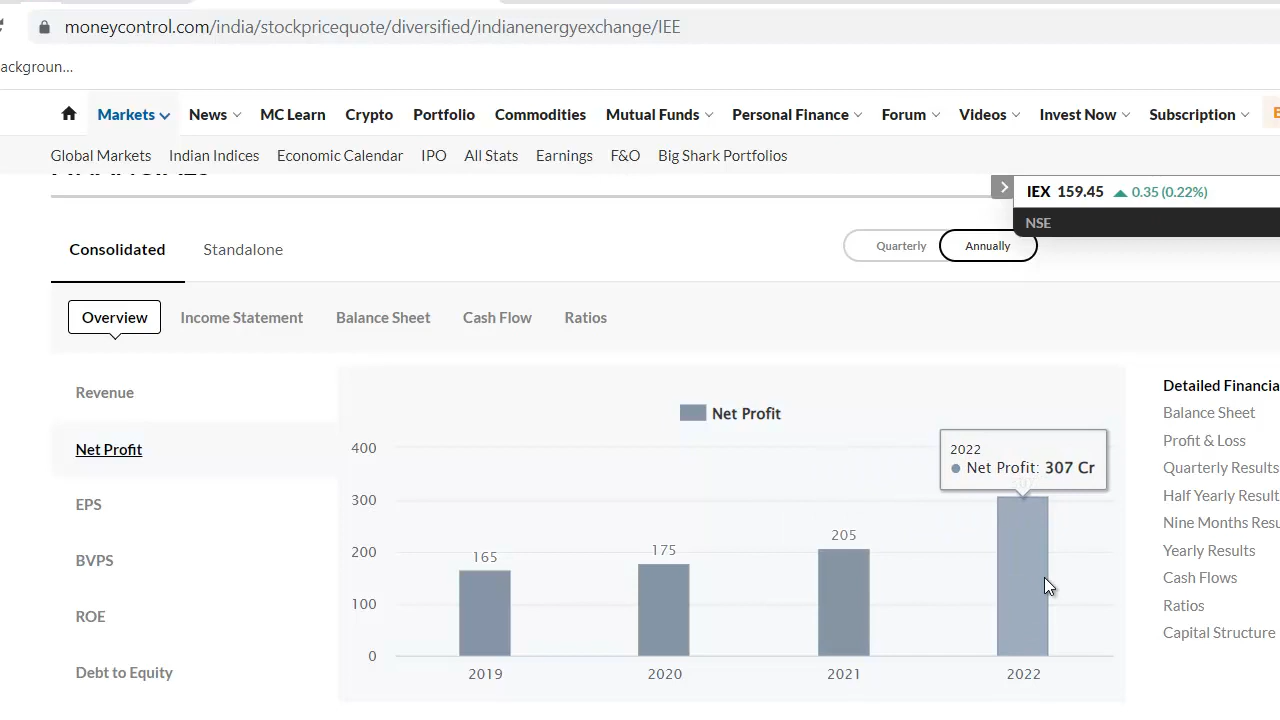 moneycontrol.com/india/stockpricequote/diversified/indianenergyexchange/IEE
ackgroun...
Markets News MC Learn Crypto Portfolio Commodities Mutual Funds Personal Finance Forum Videos Invest Now Subscription
Global Markets Indian Indices Economic Calendar IPO All Stats Earnings F&O Big Shark Portfolios
IEX 159.45 0.35 (0.22%)
NSE
Consolidated Standalone
Quarterly Annually
Overview Income Statement Balance Sheet Cash Flow Ratios
Revenue
Net Profit
EPS
BVPS
ROE
Debt to Equity
Net Profit
400
300
200
100
0
165
175
205
2022
Net Profit: 307 Cr
2019 2020 2021 2022
Detailed Financia
Balance Sheet
Profit & Loss
Quarterly Results
Half Yearly Result
Nine Months Resu
Yearly Results
Cash Flows
Ratios
Capital Structure